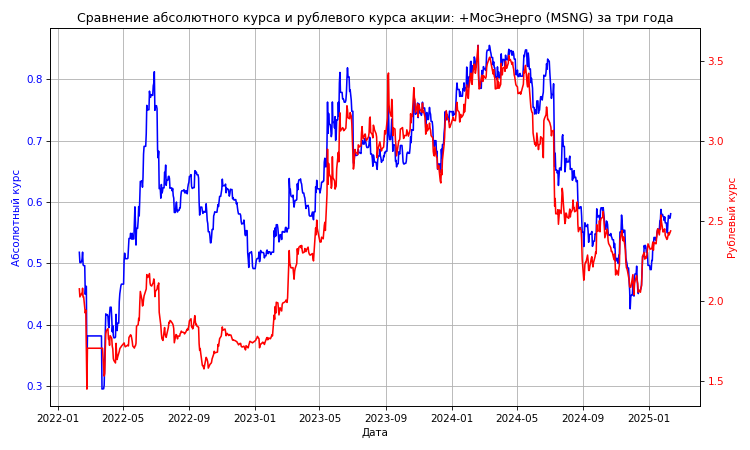 Сравнение абсолютного курса и рублевого курса акции: +МосЭнерго (MSNG) за три года
Абсолютный курс
0.8
0.7
0.6
0.5
0.4
0.3
3.5
3.0
2.5
2.0
1.5
Рублевый курс
2022-01 2022-05 2022-09 2023-01 2023-05 2023-09 2024-01 2024-05 2024-09 2025-01
Дата